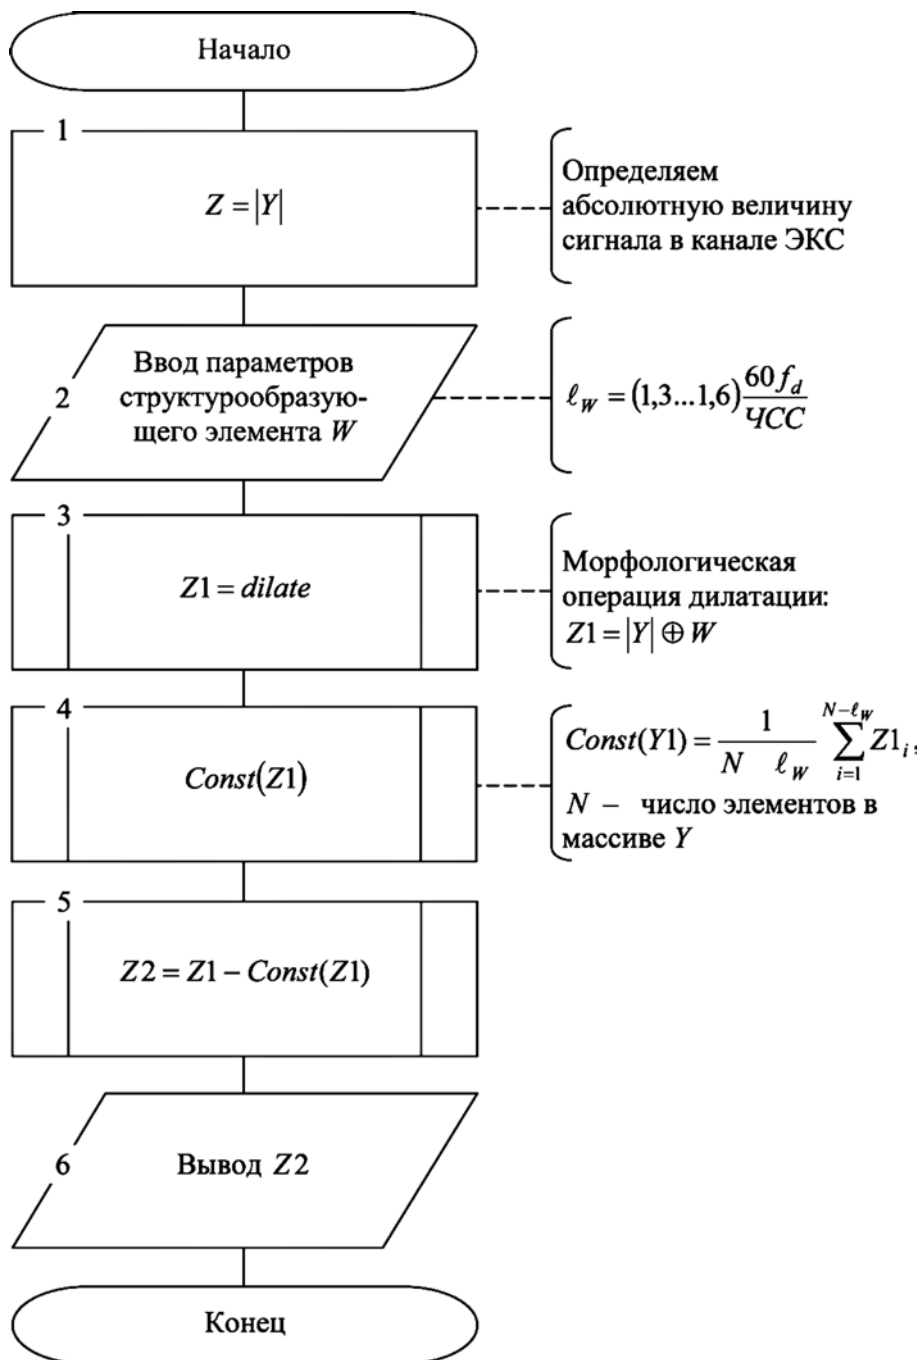 Начало
1
Z = |Y|
Определяем
абсолютную величину
сигнала в канале ЭКС
2
Ввод параметров
структурообразую-
щего элемента W
ℓ_W = (1,3...1,6) 60f_d / ЧСС
3
Z1 = dilate
Морфологическая
операция дилатации:
Z1 = |Y| ⊕ W
4
Const(Z1)
Const(Y1) = 1 / (N ℓ_W) ∑_{i=1}^{N−ℓ_W} Z1_i,
N – число элементов в
массиве Y
5
Z2 = Z1 − Const(Z1)
6
Вывод Z2
Конец